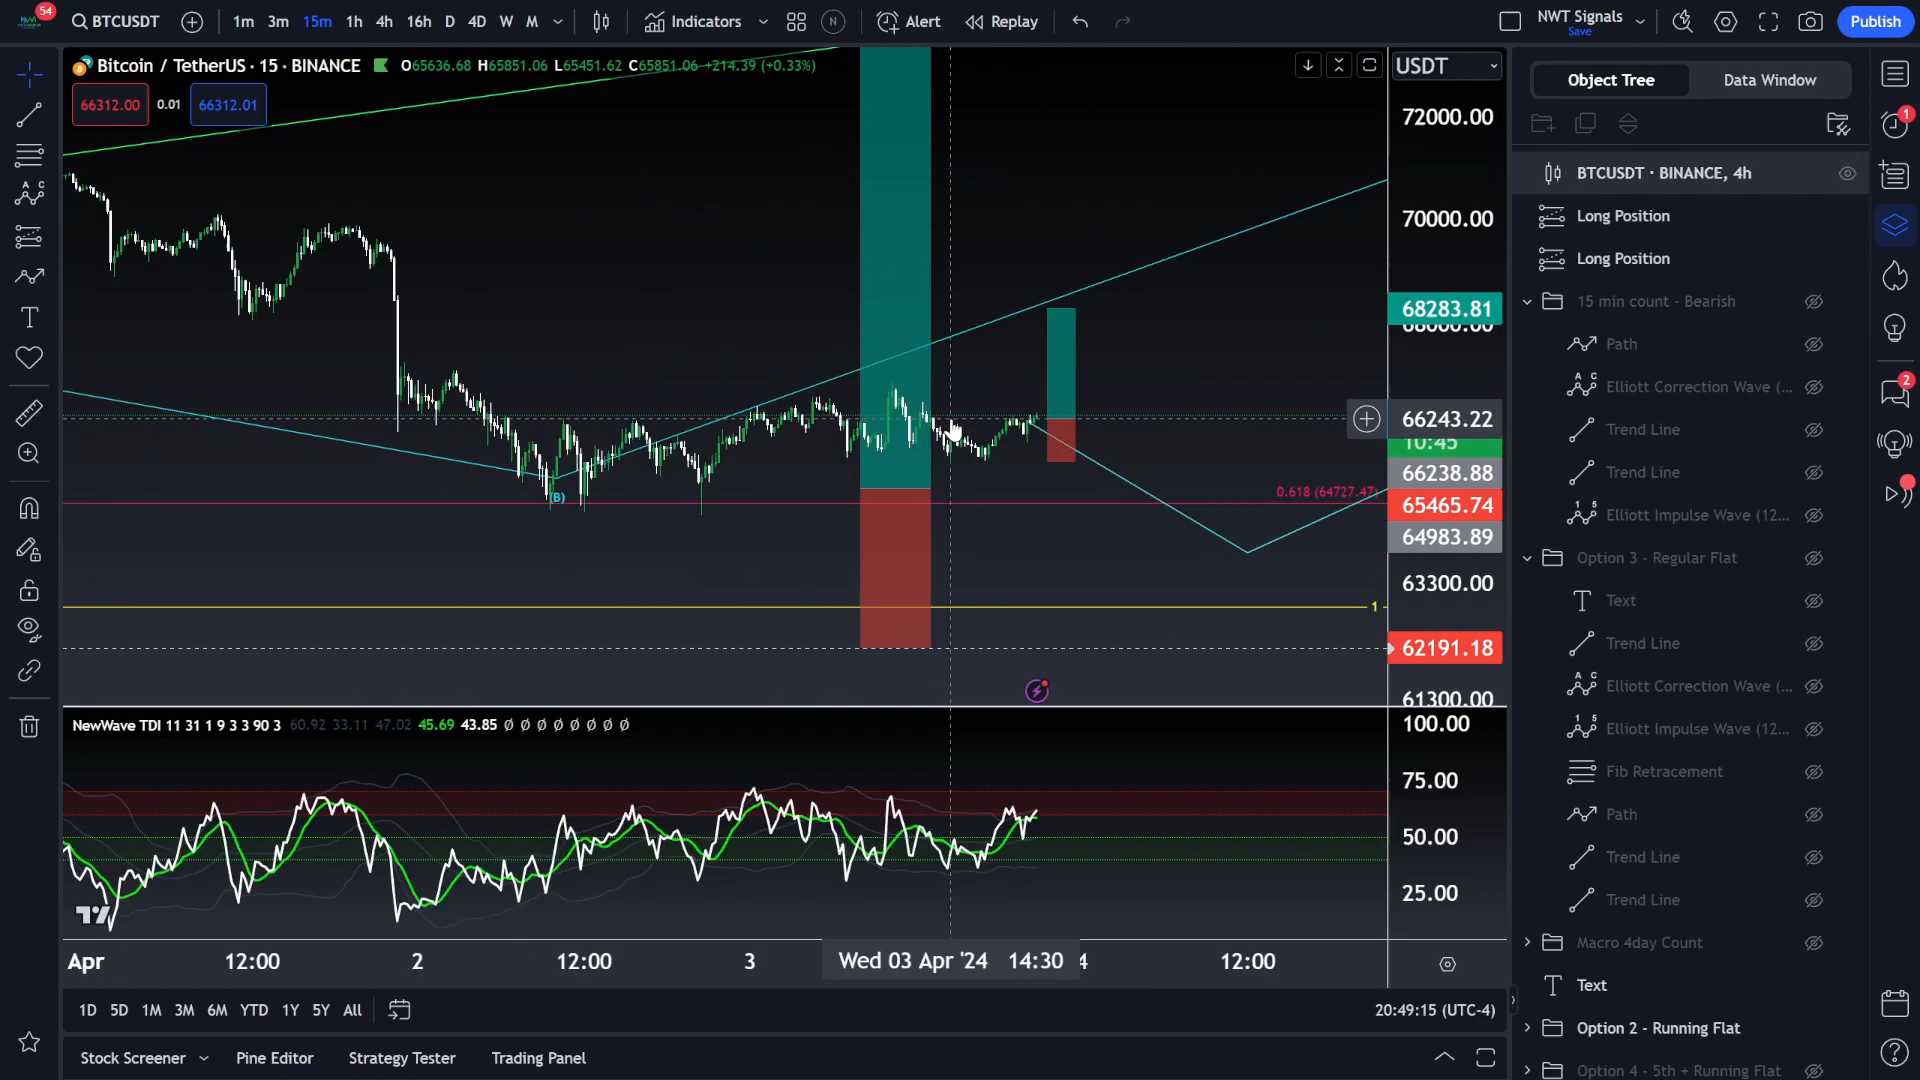 54
BTCUSDT
1m 3m 15m 1h 4h 16h D 4D W M
Indicators
N
Alert
Replay
NWT Signals
Save
Publish
Bitcoin / TetherUS · 15 · BINANCE O65636.68 H65851.06 L65451.62 C65851.06 +214.39 (+0.33%)
66312.00 0.01 66312.01
USDT
72000.00
70000.00
68283.81
68000.00
66243.22
10:45
66238.88
65465.74
64983.89
63300.00
62191.18
61300.00
(B)
0.618 (64727.47)
1
NewWave TDI 11 31 1 9 3 3 90 3 60.92 33.11 47.02 45.69 43.85 Ø Ø Ø Ø Ø Ø Ø Ø
100.00
75.00
50.00
25.00
Apr 12:00 2 12:00 3 Wed 03 Apr '24 14:30 4 12:00
1D 5D 1M 3M 6M YTD 1Y 5Y All
20:49:15 (UTC-4)
Stock Screener Pine Editor Strategy Tester Trading Panel
Object Tree Data Window
BTCUSDT · BINANCE, 4h
Long Position
Long Position
15 min count - Bearish
Path
Elliott Correction Wave (...
Trend Line
Trend Line
Elliott Impulse Wave (12...
Option 3 - Regular Flat
Text
Trend Line
Elliott Correction Wave (...
Elliott Impulse Wave (12...
Fib Retracement
Path
Trend Line
Trend Line
Macro 4day Count
Text
Option 2 - Running Flat
Option 4 - 5th + Running Flat
1
2